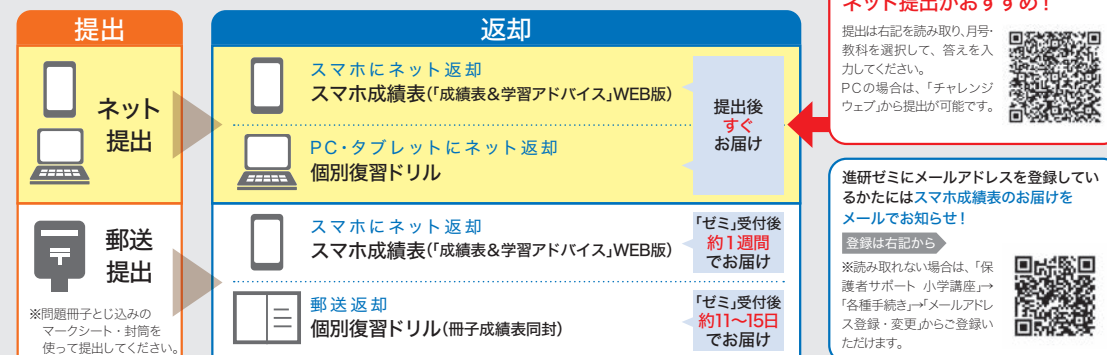 提出
ネット
提出
郵送
提出
※問題冊子とじ込みの
マークシート・封筒を
使って提出してください。
返却
スマホにネット返却
スマホ成績表(「成績表&学習アドバイス」WEB版)
PC・タブレットにネット返却
個別復習ドリル
提出後
すぐ
お届け
スマホにネット返却
スマホ成績表(「成績表&学習アドバイス」WEB版)
「ゼミ」受付後
約1週間
でお届け
郵送返却
個別復習ドリル(冊子成績表同封)
「ゼミ」受付後
約11〜15日
でお届け
ネット提出がおすすめ!
提出は右記を読み取り、月号・
教科を選択して、答えを入
力してください。
PCの場合は、「チャレンジ
ウェブ」から提出が可能です。
進研ゼミにメールアドレスを登録してい
るかたにはスマホ成績表のお届けを
メールでお知らせ!
登録は右記から
※読み取れない場合は、「保
護者サポート 小学講座」→
「各種手続き」→「メールアドレ
ス登録・変更」からご登録い
ただけます。